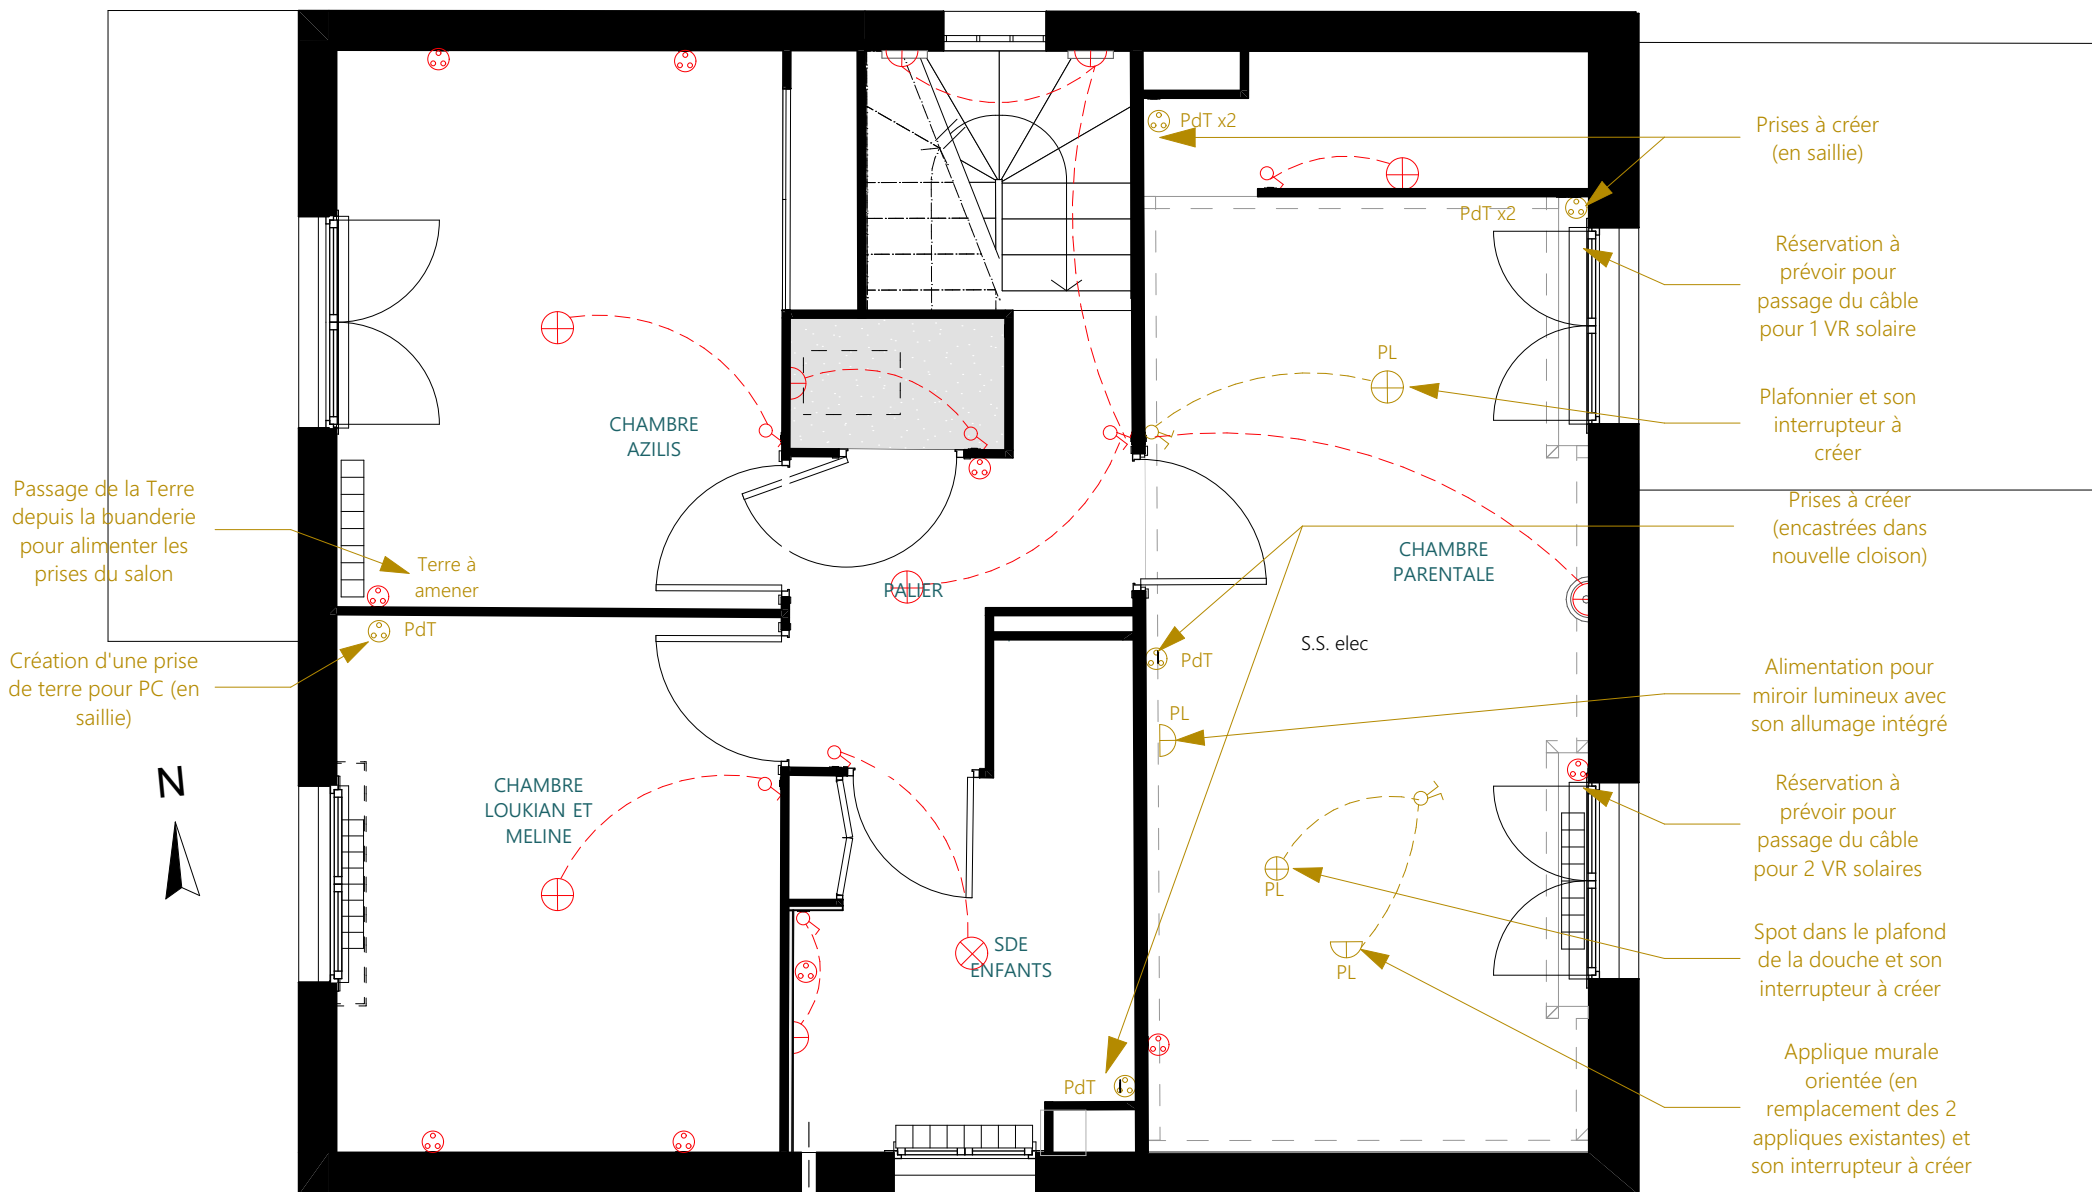 PdT x2
Prises à créer
(en saillie)
PdT x2
Réservation à
prévoir pour
passage du câble
pour 1 VR solaire
PL
Plafonnier et son
interrupteur à
créer
CHAMBRE
AZILIS
Passage de la Terre
depuis la buanderie
pour alimenter les
prises du salon
Terre à
amener
Prises à créer
(encastrées dans
nouvelle cloison)
CHAMBRE
PARENTALE
PALIER
PdT
Création d'une prise
de terre pour PC (en
saillie)
S.S. elec
PdT
PL
Alimentation pour
miroir lumineux avec
son allumage intégré
N
CHAMBRE
LOUKIAN ET
MELINE
Réservation à
prévoir pour
passage du câble
pour 2 VR solaires
PL
SDE
ENFANTS
PL
Spot dans le plafond
de la douche et son
interrupteur à créer
PdT
Applique murale
orientée (en
remplacement des 2
appliques existantes) et
son interrupteur à créer